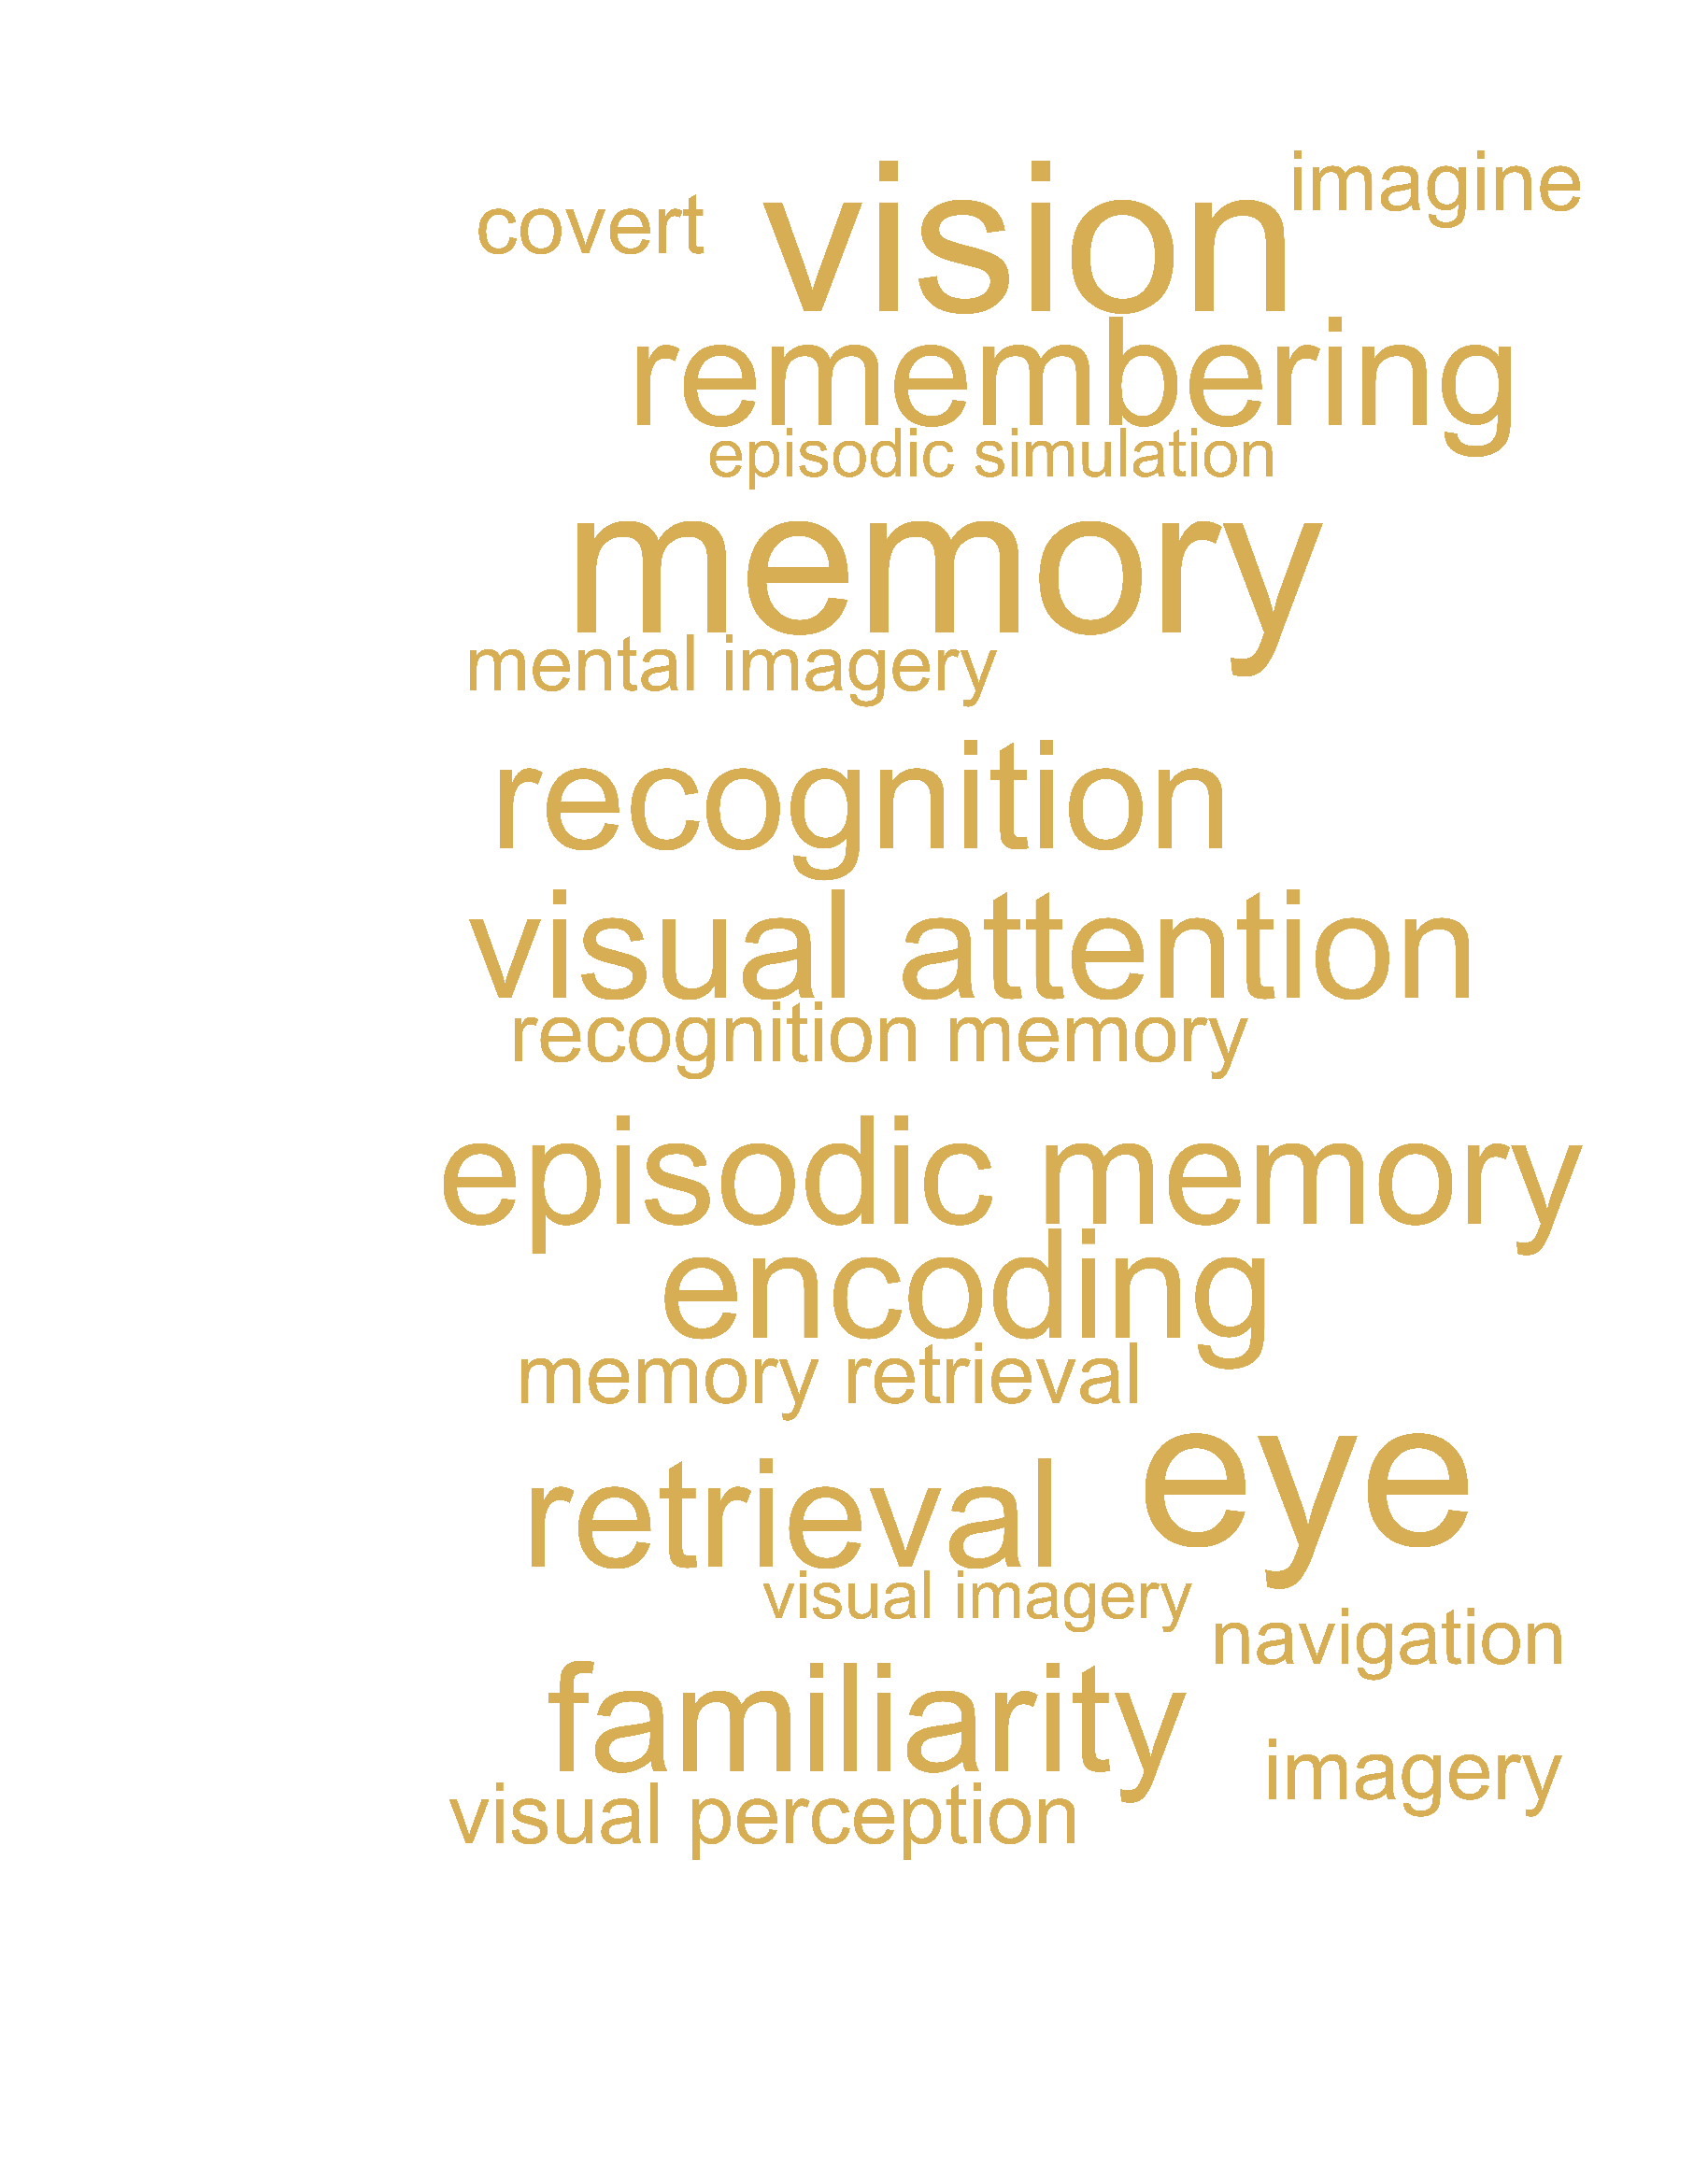 imagine
covert
vision
remembering
episodic simulation
memory
mental imagery
recognition
visual attention
recognition memory
episodic memory
encoding
memory retrieval
eye
retrieval
visual imagery
navigation
familiarity
imagery
visual perception